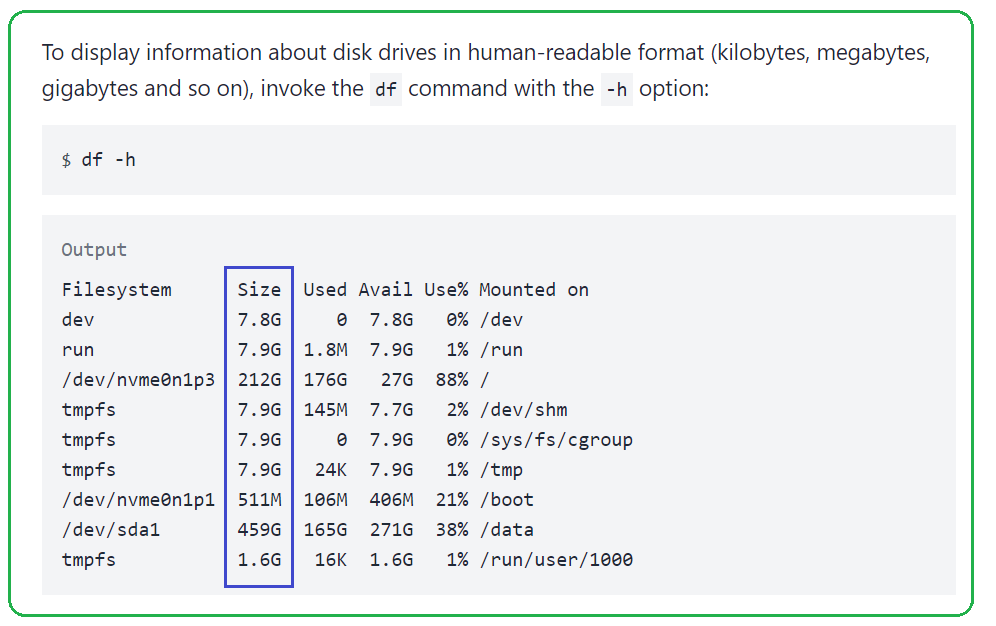 To display information about disk drives in human-readable format (kilobytes, megabytes,
gigabytes and so on), invoke the df command with the -h option:
$ df -h
Output
Filesystem      Size  Used Avail Use% Mounted on
dev             7.8G     0  7.8G   0% /dev
run             7.9G  1.8M  7.9G   1% /run
/dev/nvme0n1p3  212G  176G   27G  88% /
tmpfs           7.9G  145M  7.7G   2% /dev/shm
tmpfs           7.9G     0  7.9G   0% /sys/fs/cgroup
tmpfs           7.9G   24K  7.9G   1% /tmp
/dev/nvme0n1p1  511M  106M  406M  21% /boot
/dev/sda1       459G  165G  271G  38% /data
tmpfs           1.6G   16K  1.6G   1% /run/user/1000